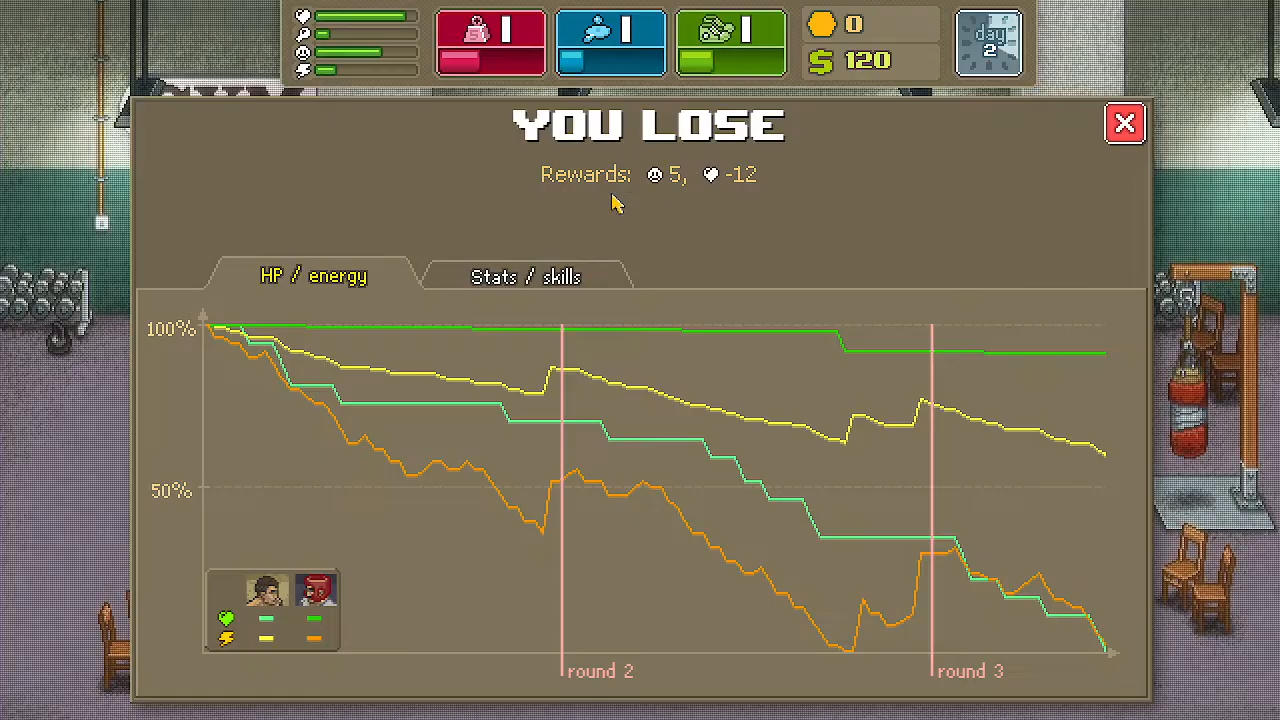 1
1
1
0
$ 120
day
2
YOU LOSE
Rewards: 5, -12
HP / energy
Stats / skills
100%
50%
round 2
round 3